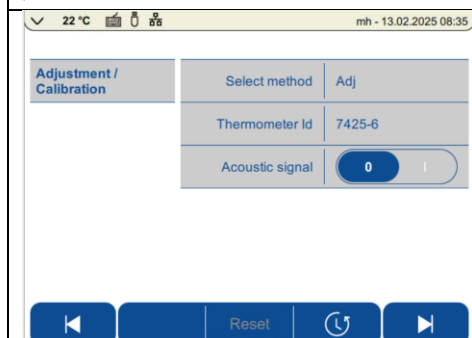 22 °C
mh - 13.02.2025 08:35
Adjustment /
Calibration
Select method Adj
Thermometer Id 7425-6
Acoustic signal 0 I
Reset